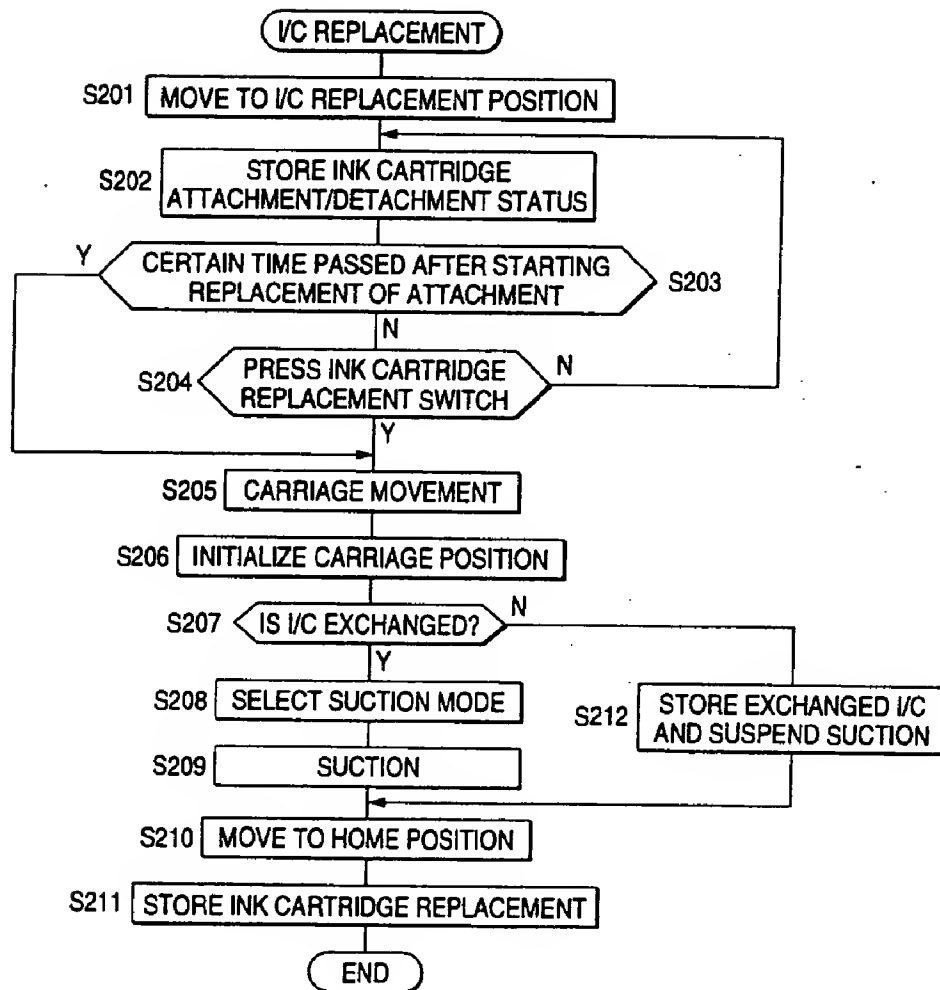 I/C REPLACEMENT
S201 MOVE TO I/C REPLACEMENT POSITION
S202 STORE INK CARTRIDGE
ATTACHMENT/DETACHMENT STATUS
Y
CERTAIN TIME PASSED AFTER STARTING
REPLACEMENT OF ATTACHMENT
S203
N
S204 PRESS INK CARTRIDGE
REPLACEMENT SWITCH
N
Y
S205 CARRIAGE MOVEMENT
S206 INITIALIZE CARRIAGE POSITION
S207 IS I/C EXCHANGED?
N
Y
S208 SELECT SUCTION MODE
S212 STORE EXCHANGED I/C
AND SUSPEND SUCTION
S209 SUCTION
S210 MOVE TO HOME POSITION
S211 STORE INK CARTRIDGE REPLACEMENT
END